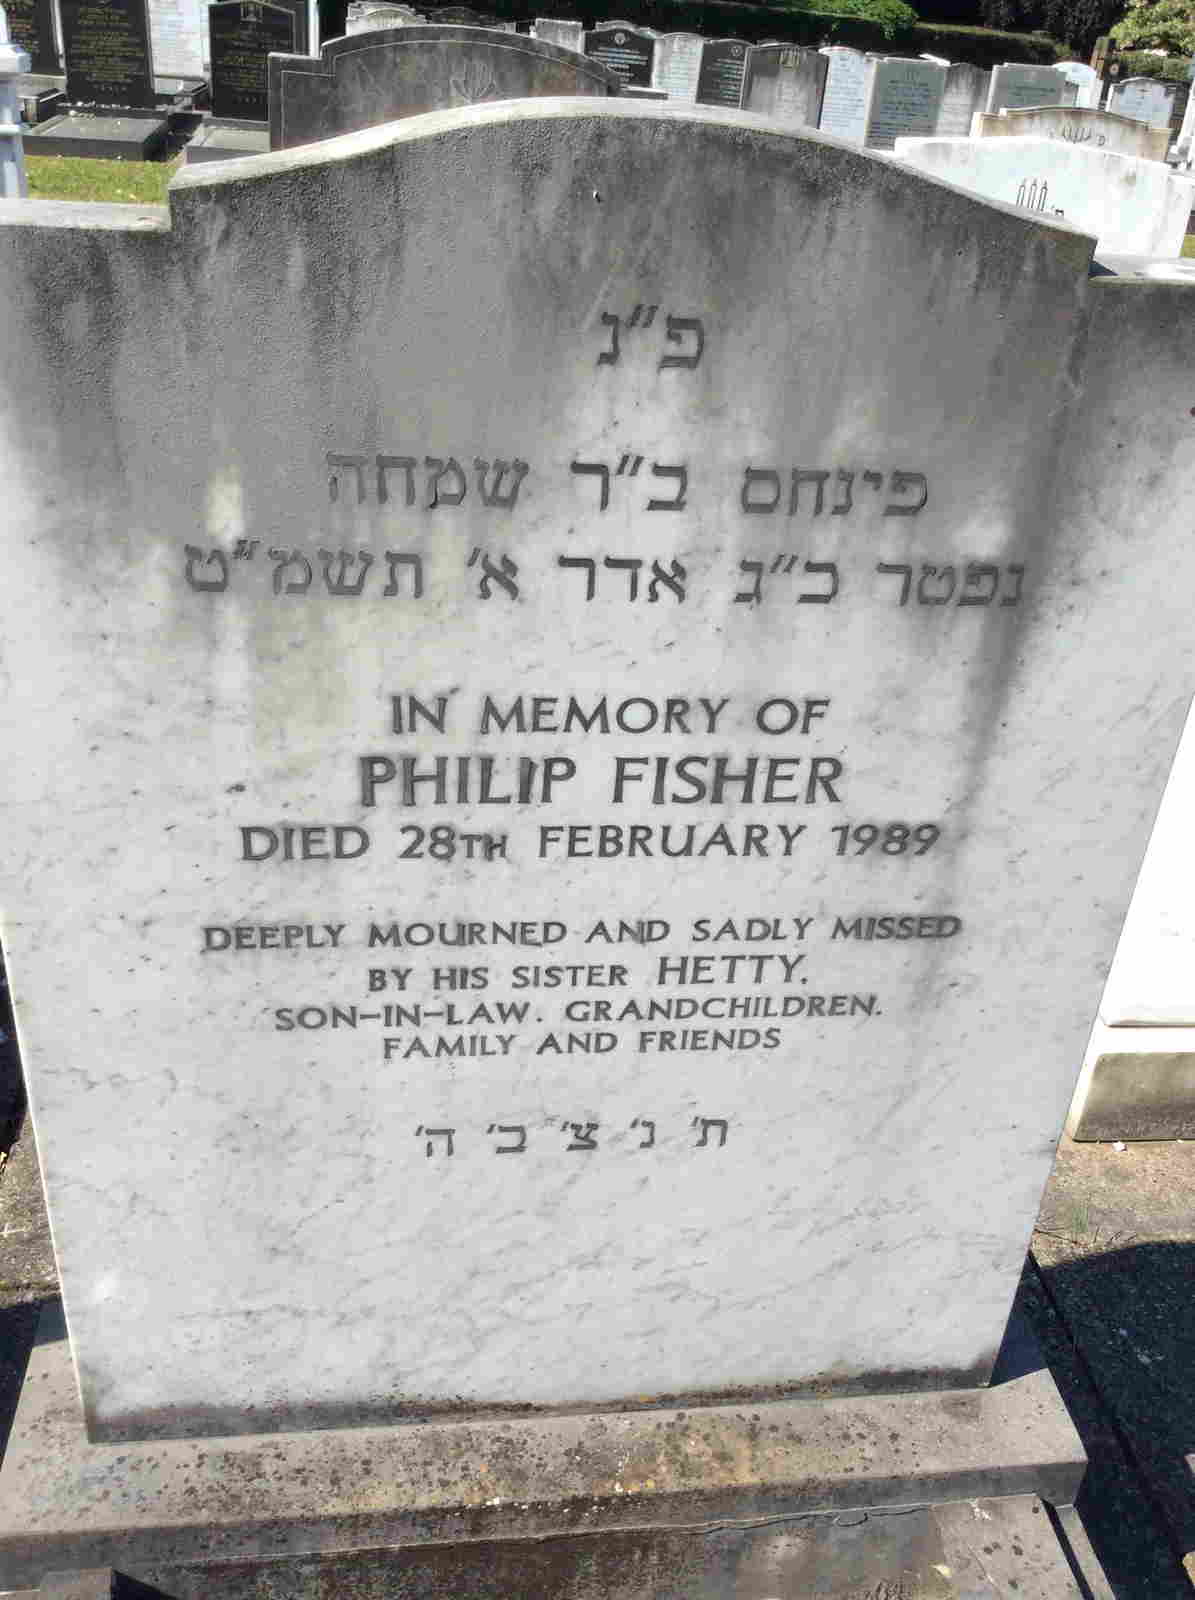 פ״נ
פינחם ב״ר שמחה
נפטר כ״ג אדר א׳ תשמ״ט
IN MEMORY OF
PHILIP FISHER
DIED 28TH FEBRUARY 1989
DEEPLY MOURNED AND SADLY MISSED
BY HIS SISTER HETTY.
SON-IN-LAW. GRANDCHILDREN.
FAMILY AND FRIENDS
ת׳ נ׳ צ׳ ב׳ ה׳